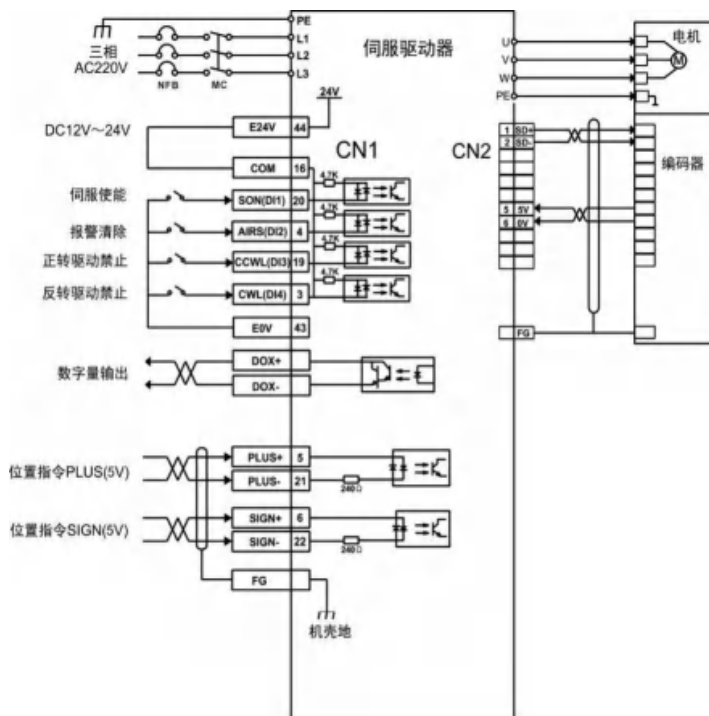 PE
三相
AC220V
L1
L2
L3
NFB
MC
伺服驱动器
U
V
W
PE
电机
M
24V
DC12V～24V
E24V 44
CN1
COM 16
伺服使能
SON(DI1) 20
4.7K
报警清除
AIRS(DI2) 4
4.7K
正转驱动禁止
CCWL(DI3) 19
4.7K
反转驱动禁止
CWL(DI4) 3
4.7K
E0V 43
CN2
1 SD+
2 SD-
5 5V
6 0V
FG
编码器
数字量输出
DOX+
DOX-
位置指令PLUS(5V)
PLUS+ 5
PLUS- 21
240Ω
位置指令SIGN(5V)
SIGN+ 6
SIGN- 22
240Ω
FG
机壳地